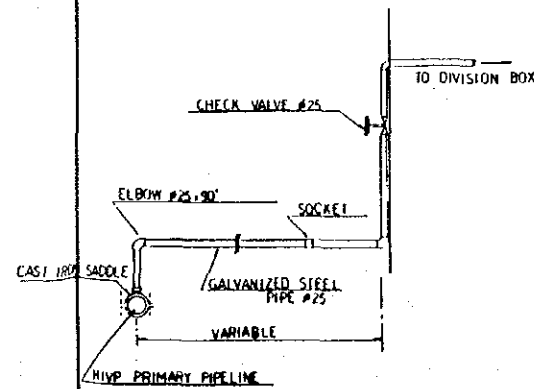 TO DIVISION BOX
CHECK VALVE ø25
ELBOW ø25,90°
SOCKET
CAST IRON SADDLE
GALVANIZED STEEL
PIPE ø25
VARIABLE
HIVP PRIMARY PIPELINE